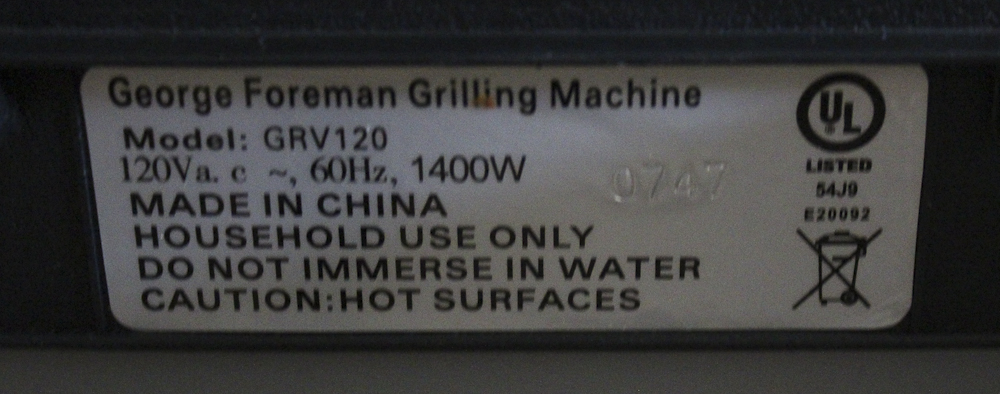 George Foreman Grilling Machine
Model: GRV120
120Va. c ~, 60Hz, 1400W
0747
MADE IN CHINA
HOUSEHOLD USE ONLY
DO NOT IMMERSE IN WATER
CAUTION:HOT SURFACES
UL
LISTED
54J9
E20092